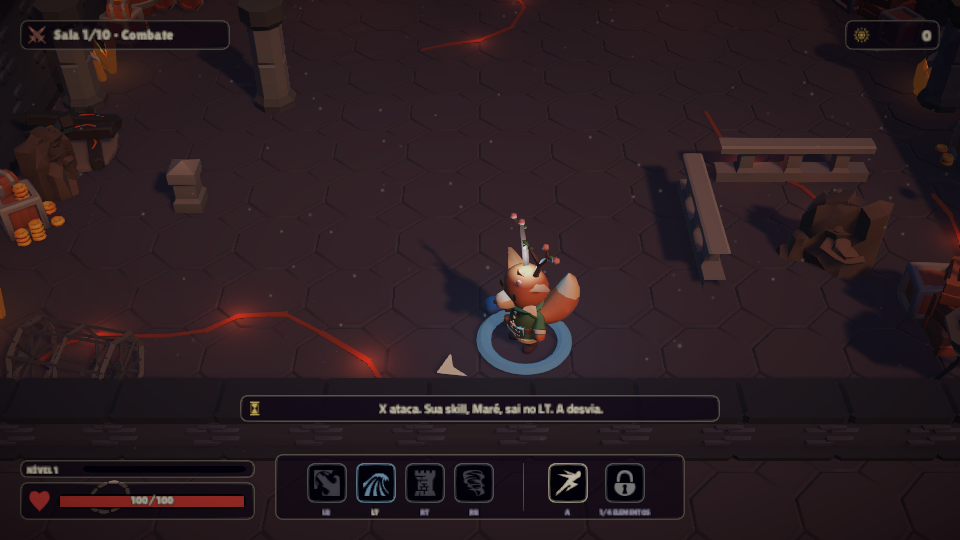 Sala 1/10 - Combate
0
X ataca. Sua skill, Maré, sai no LT. A desvia.
NÍVEL 1
100/100
LB LT RT RB A 1/4 ELEMENTOS